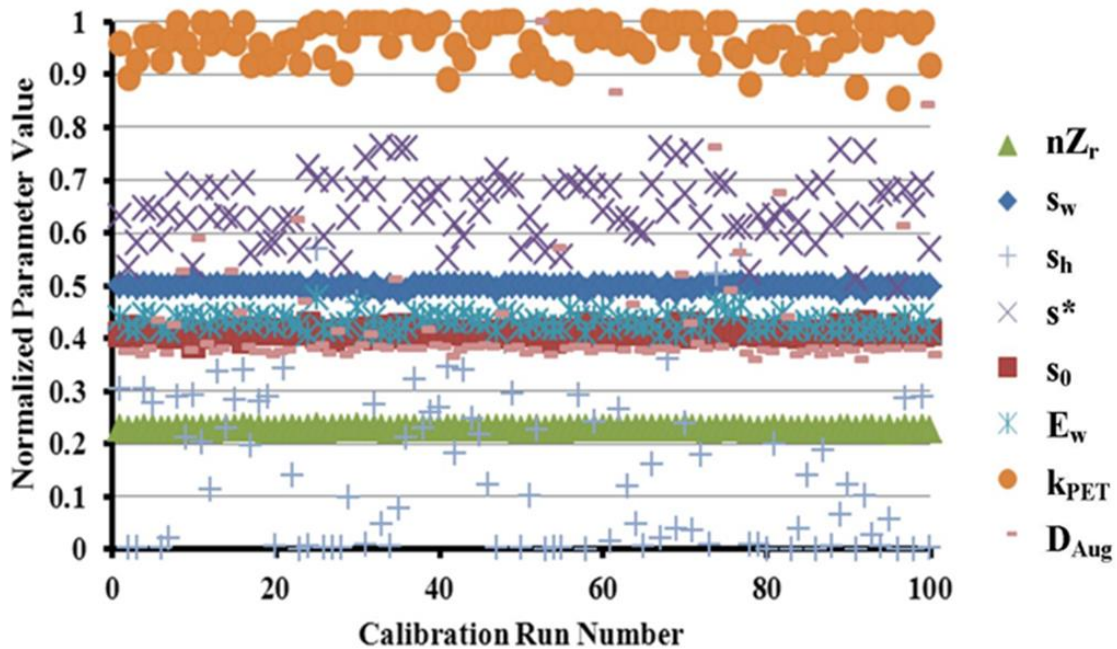 1
0.9
0.8
0.7
0.6
0.5
0.4
0.3
0.2
0.1
0
Normalized Parameter Value
0 20 40 60 80 100
Calibration Run Number
nZr
sw
sh
s*
s0
Ew
kPET
DAug